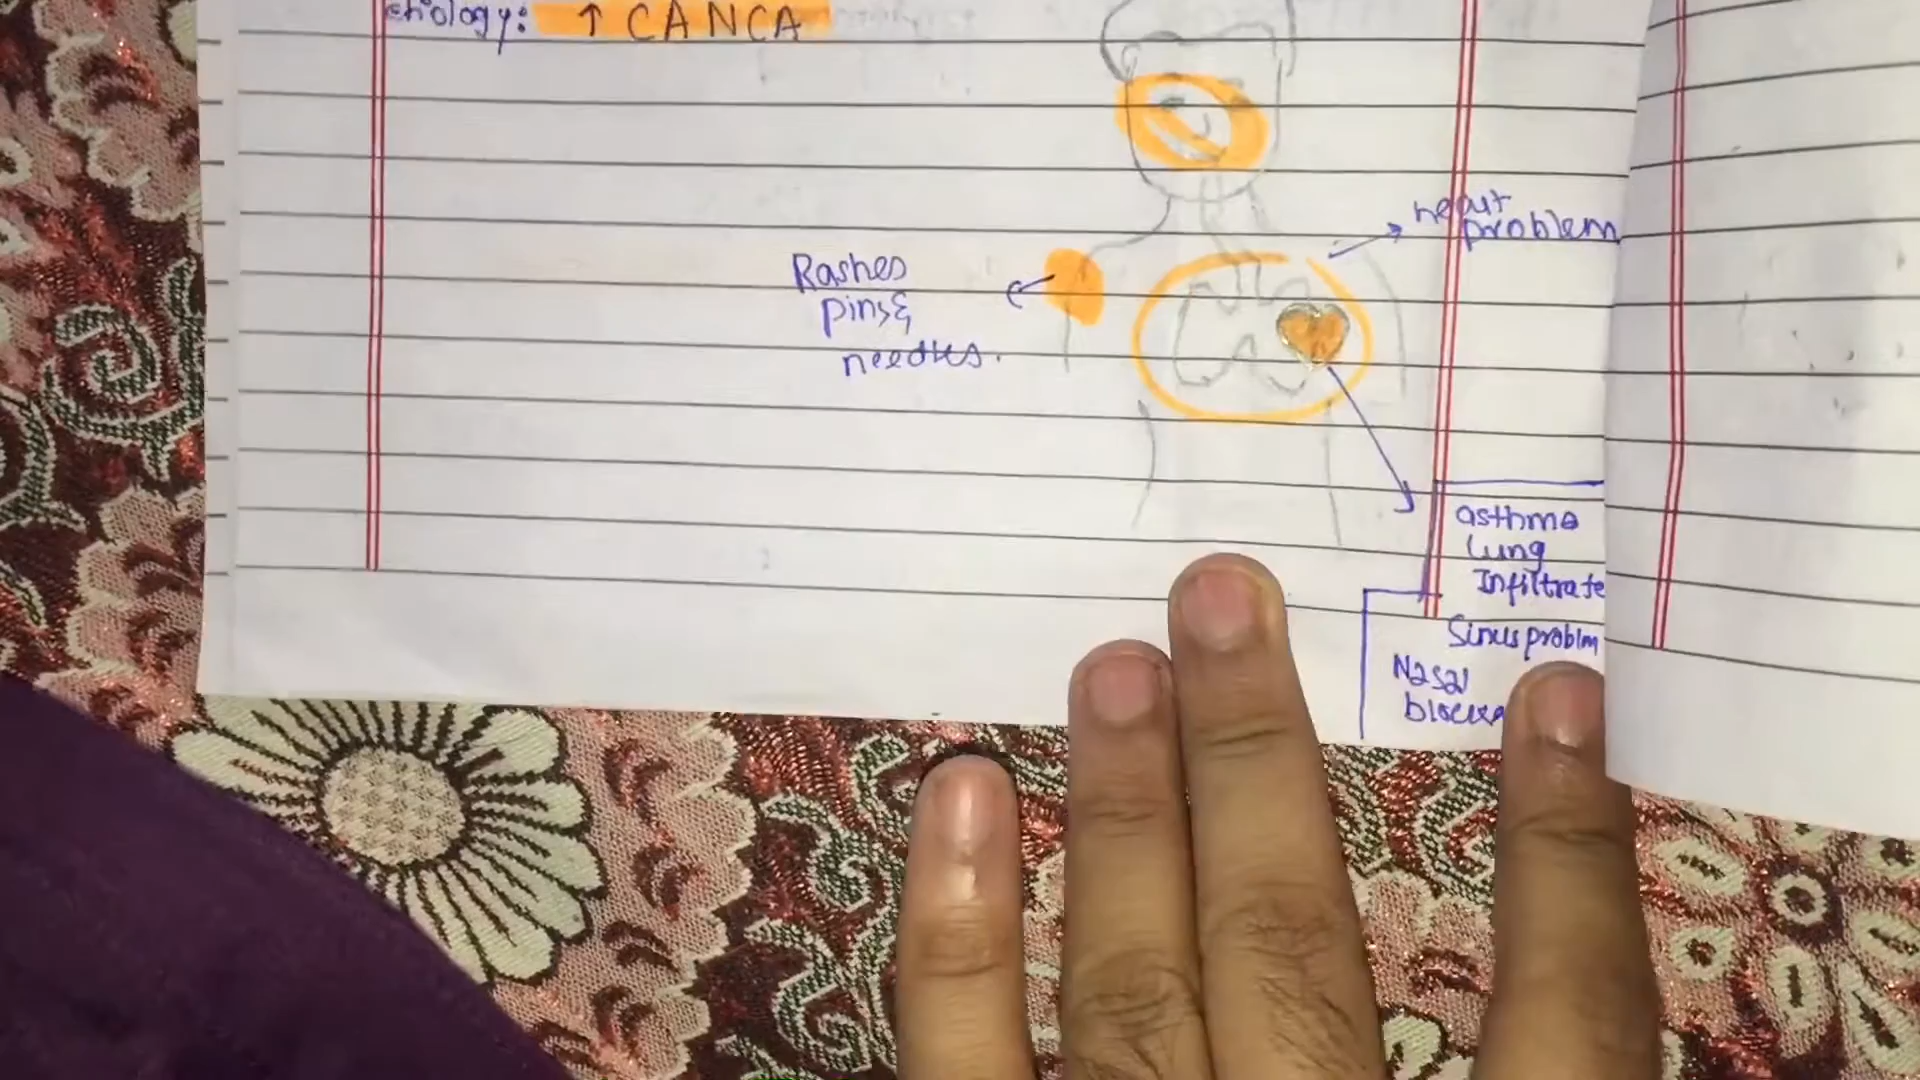 etiology: ↑ CANCA
heart
problem
Rashes
pins &
needles.
asthma
lung
Infiltrate
Sinus problm
Nasal